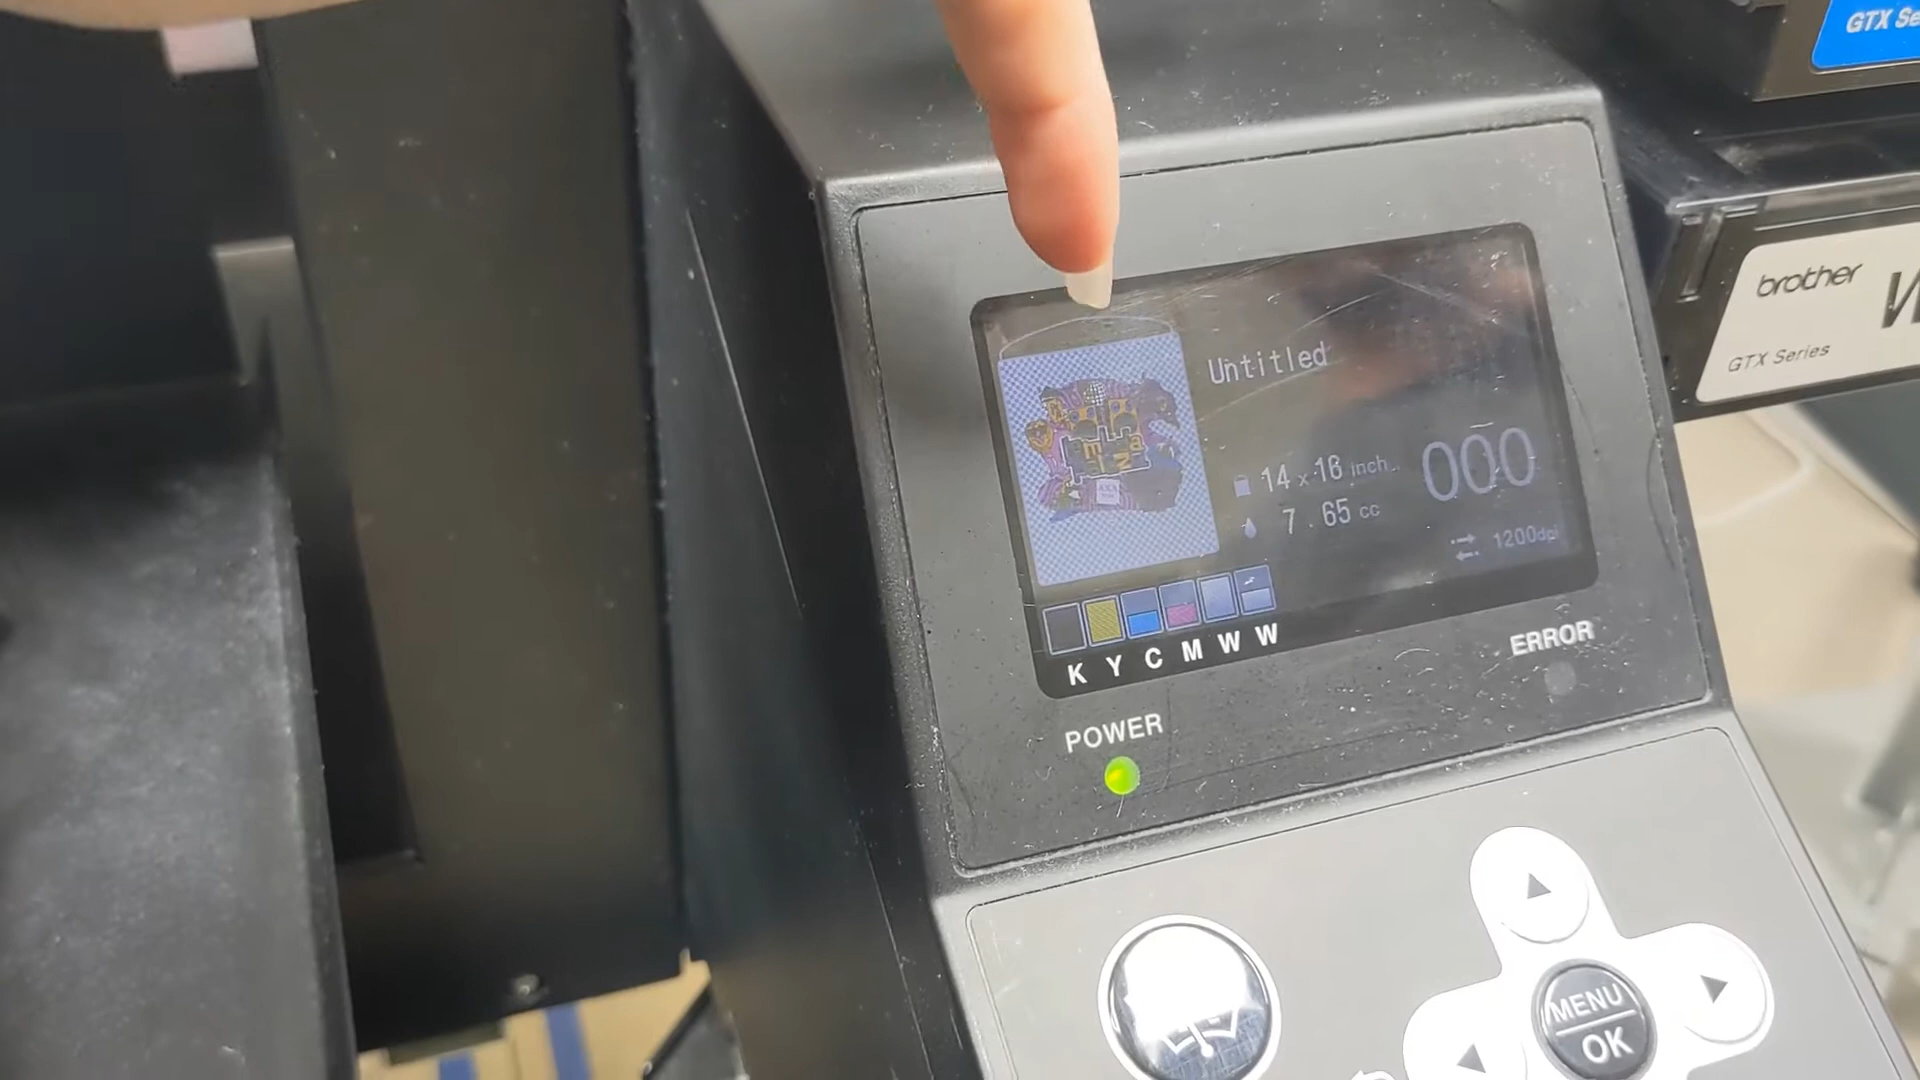 GTX Se
brother W
GTX Series
Untitled
14 x 16 inch
7.65 cc
000
1200dpi
K Y C M W W
ERROR
POWER
MENU
OK